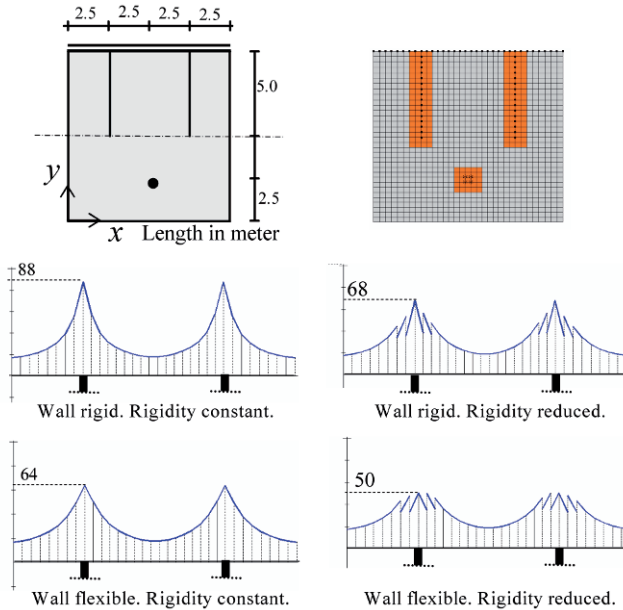 2.5 2.5 2.5 2.5
5.0
2.5
y
x Length in meter
88
Wall rigid. Rigidity constant.
68
Wall rigid. Rigidity reduced.
64
Wall flexible. Rigidity constant.
50
Wall flexible. Rigidity reduced.